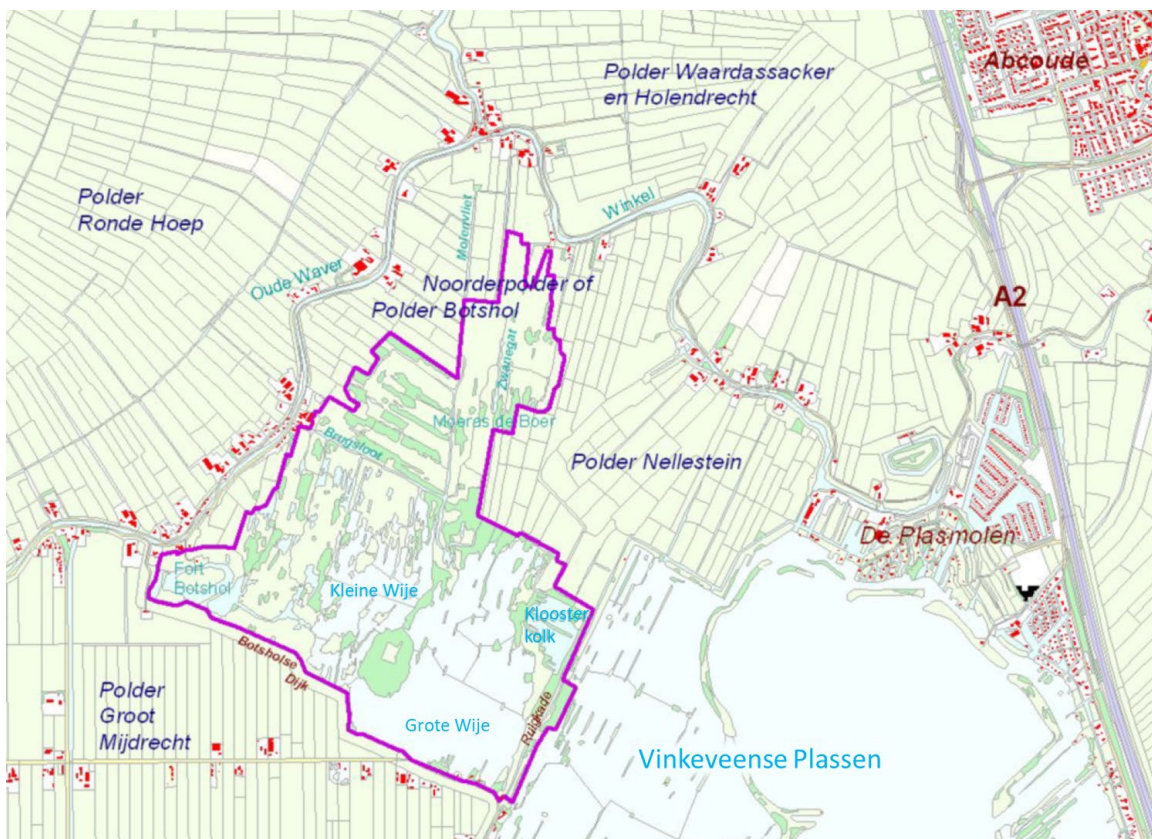 Abcoude
Polder Waardassacker
en Holendrecht
Polder
Ronde Hoep
Winkel
Molenvliet
Oude Waver
Noorderpolder of
Polder Botshol
A2
Zwanegat
Moeras de Boer
Brugsloot
Polder Nellestein
De Plasmolen
Fort
Botshol
Kleine Wije
Klooster
kolk
Botsholse
Dijk
Polder
Groot
Mijdrecht
Grote Wije
Ruigkade
Vinkeveense Plassen